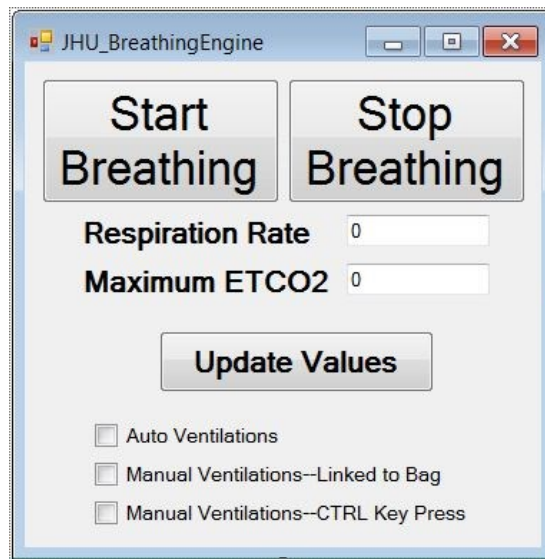 JHU_BreathingEngine
Start
Breathing
Stop
Breathing
Respiration Rate 0
Maximum ETCO2 0
Update Values
Auto Ventilations
Manual Ventilations--Linked to Bag
Manual Ventilations--CTRL Key Press